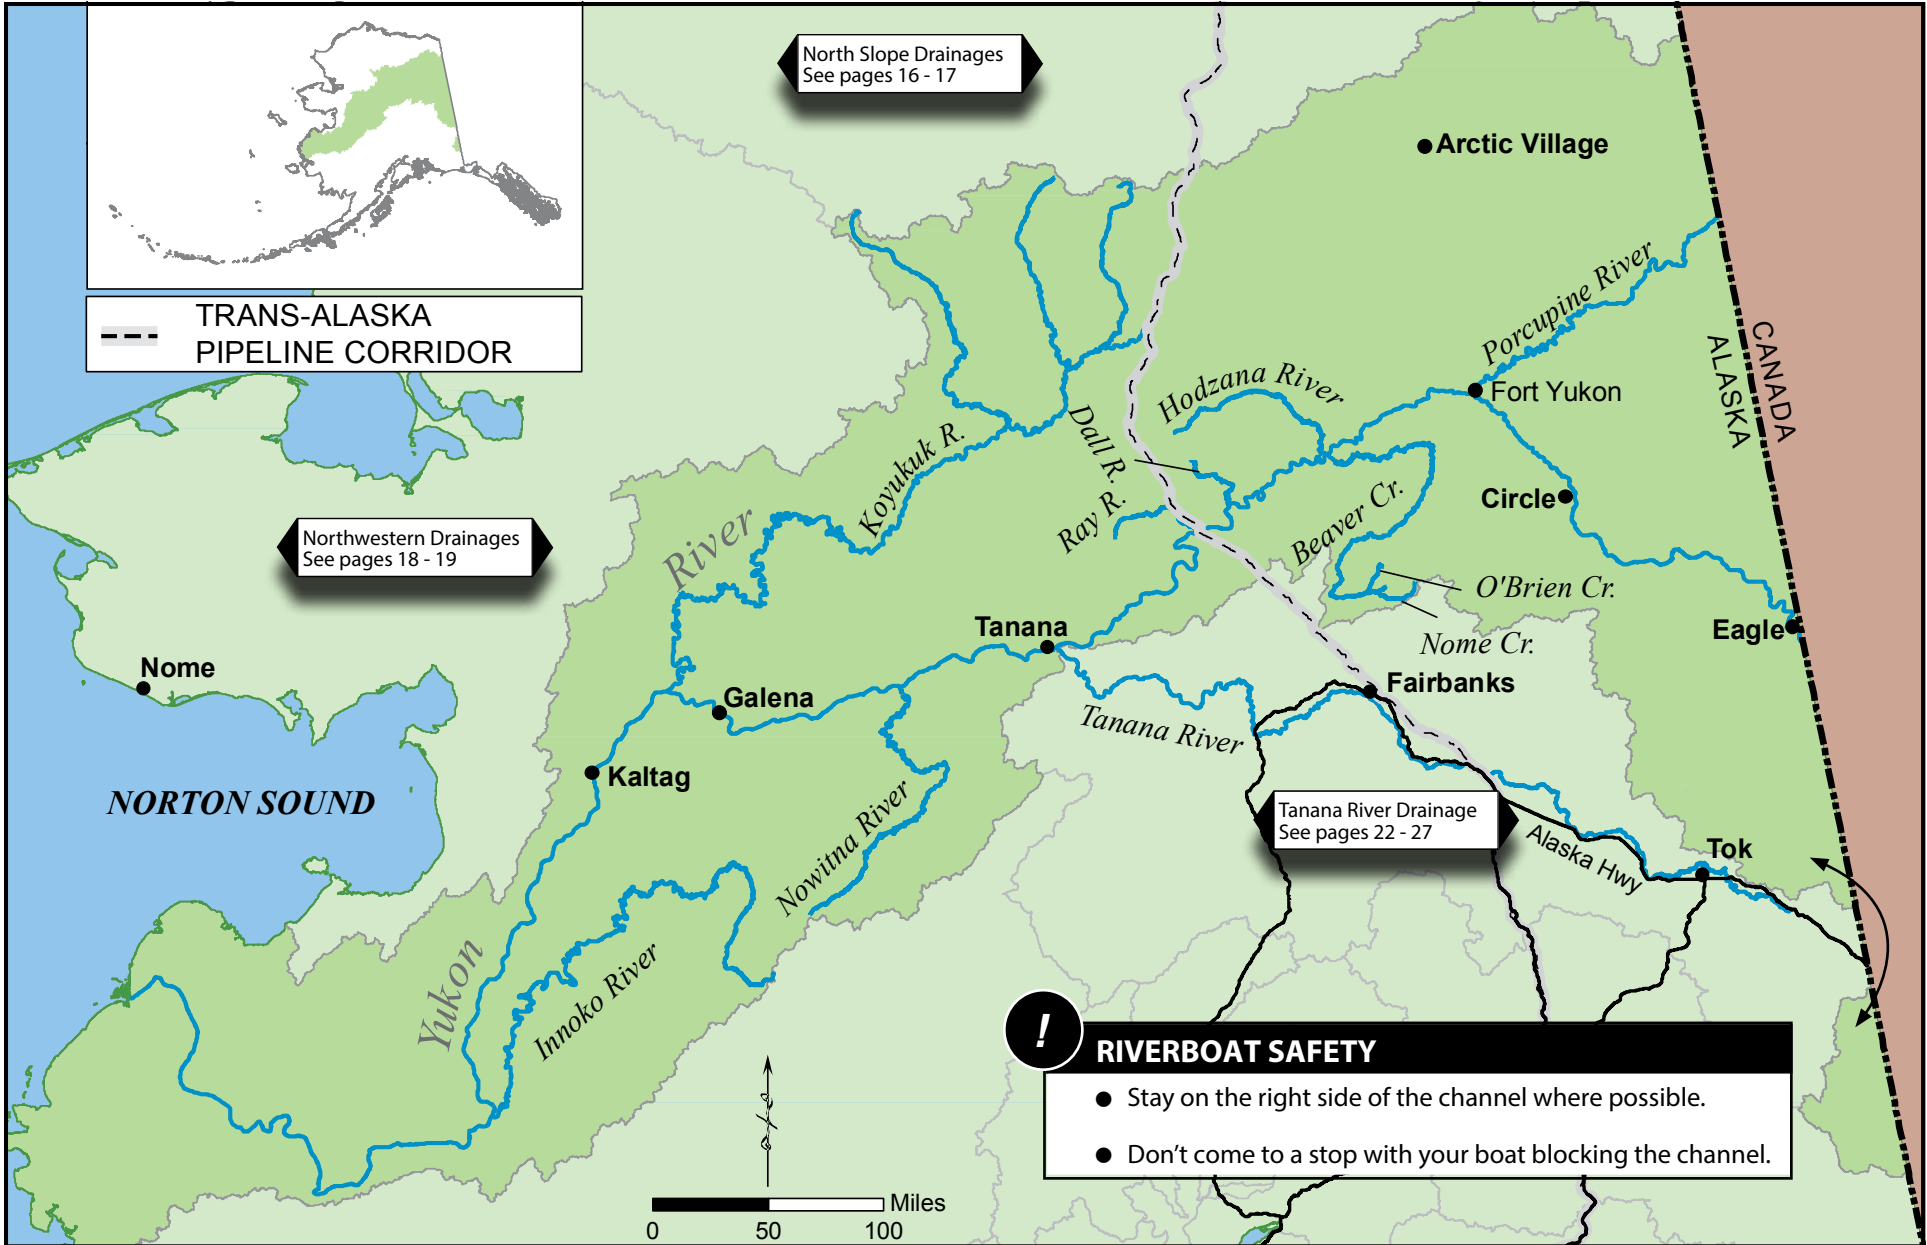 North Slope Drainages
See pages 16 - 17
Arctic Village
TRANS-ALASKA
PIPELINE CORRIDOR
Porcupine River
CANADA
ALASKA
Hodzana River
Fort Yukon
Dall R.
Koyukuk R.
Ray R.
Beaver Cr.
Circle
River
Northwestern Drainages
See pages 18 - 19
O'Brien Cr.
Nome Cr.
Eagle
Tanana
Nome
Galena
Fairbanks
Tanana River
Kaltag
NORTON SOUND
Nowitna River
Tanana River Drainage
See pages 22 - 27
Alaska Hwy
Tok
Yukon
Innoko River
!
RIVERBOAT SAFETY
● Stay on the right side of the channel where possible.
● Don't come to a stop with your boat blocking the channel.
Miles
0 50 100